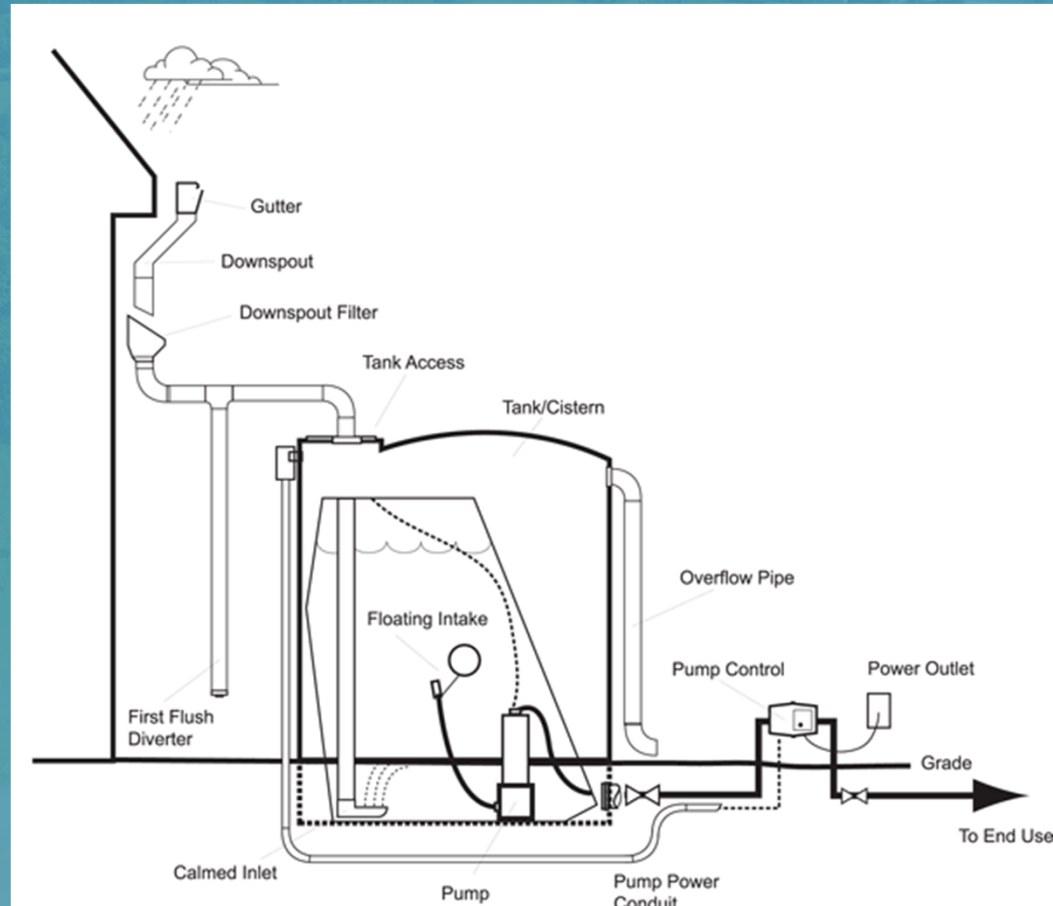 Gutter
Downspout
Downspout Filter
Tank Access
Tank/Cistern
Overflow Pipe
Floating Intake
Pump Control
Power Outlet
First Flush
Diverter
Grade
To End Use
Calmed Inlet
Pump
Pump Power
Conduit